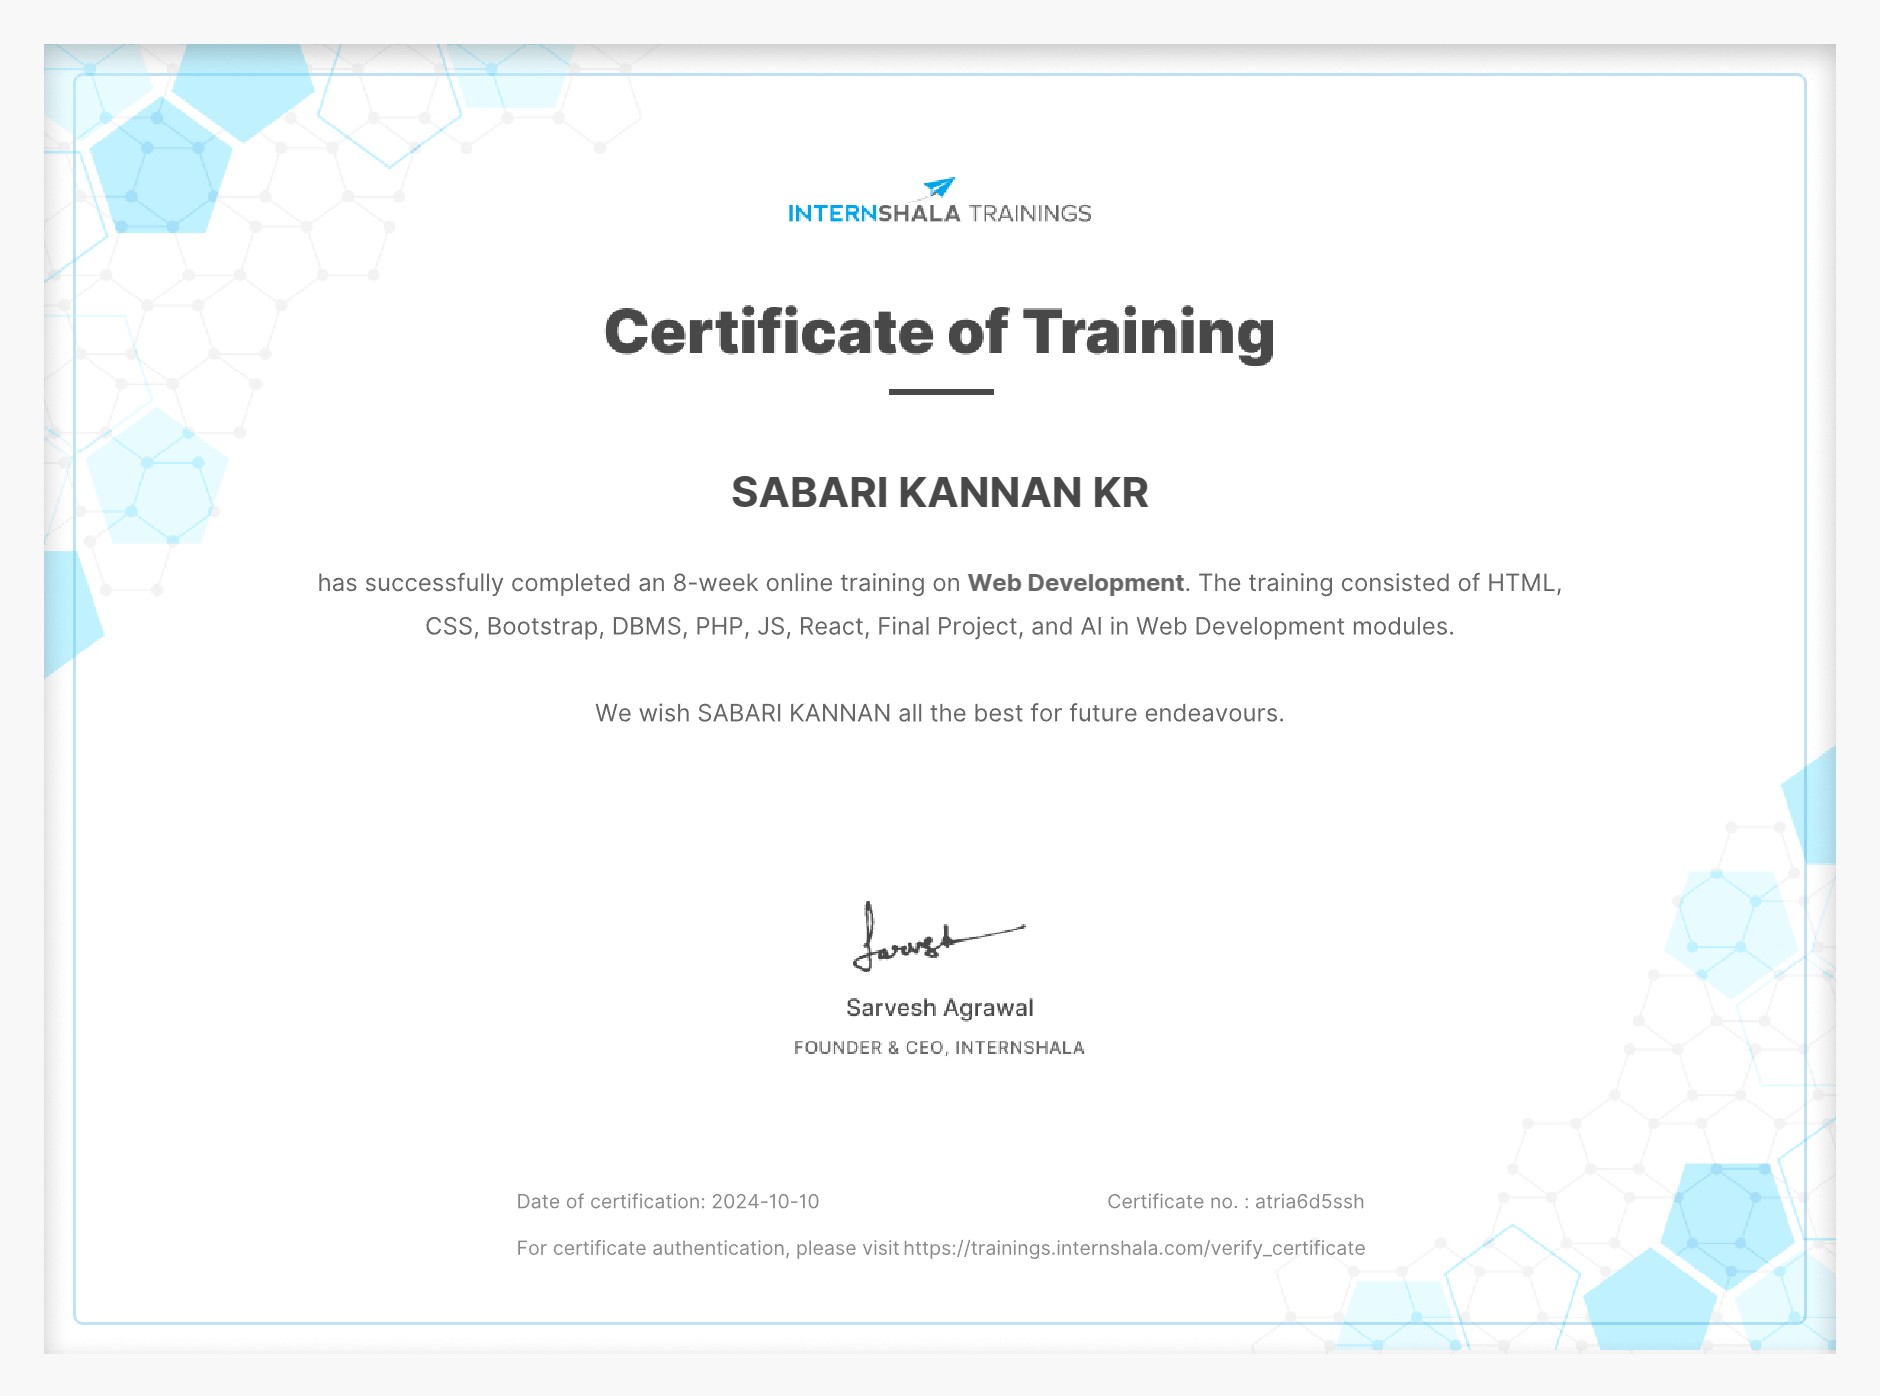 INTERNSHALA TRAININGS
Certificate of Training
SABARI KANNAN KR
has successfully completed an 8-week online training on Web Development. The training consisted of HTML,
CSS, Bootstrap, DBMS, PHP, JS, React, Final Project, and AI in Web Development modules.
We wish SABARI KANNAN all the best for future endeavours.
Sarvesh
Sarvesh Agrawal
FOUNDER & CEO, INTERNSHALA
Date of certification: 2024-10-10
Certificate no. : atria6d5ssh
For certificate authentication, please visit https://trainings.internshala.com/verify_certificate